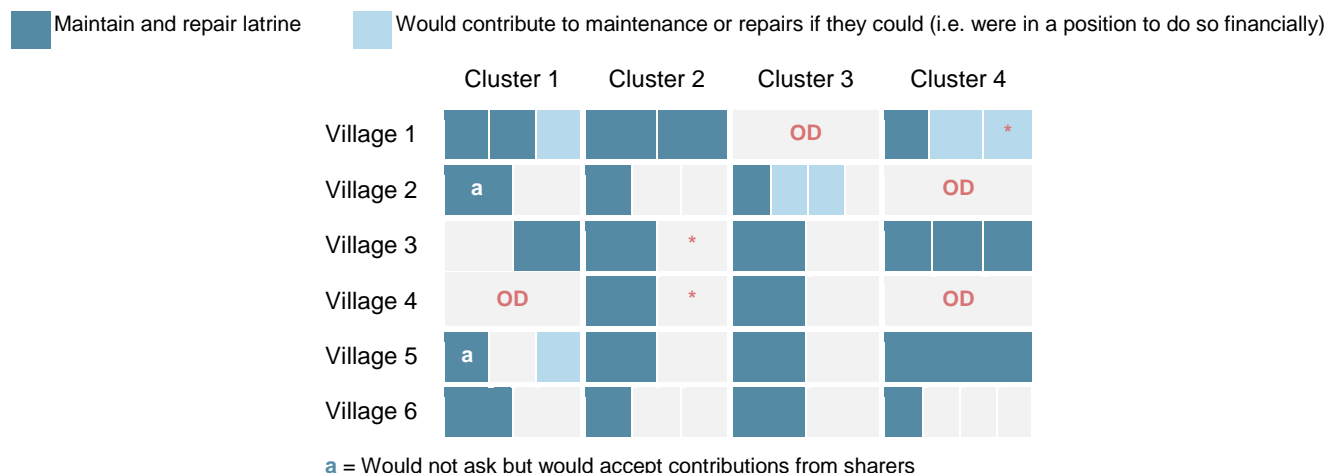 Maintain and repair latrine Would contribute to maintenance or repairs if they could (i.e. were in a position to do so financially)
Cluster 1 Cluster 2 Cluster 3 Cluster 4
Village 1 OD *
Village 2 a OD
Village 3 *
Village 4 OD * OD
Village 5 a
Village 6
a = Would not ask but would accept contributions from sharers